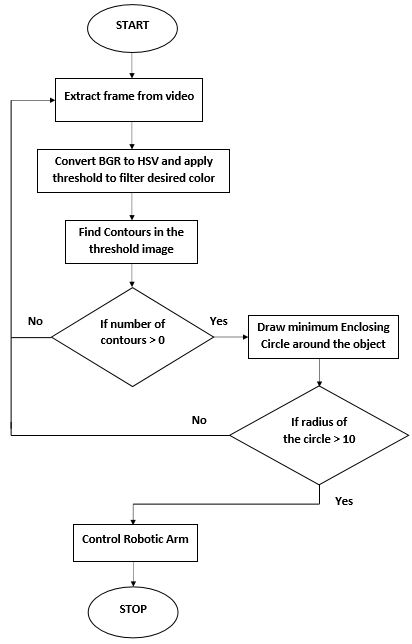 START
Extract frame from video
Convert BGR to HSV and apply
threshold to filter desired color
Find Contours in the
threshold image
No
If number of
contours > 0
Yes
Draw minimum Enclosing
Circle around the object
No
If radius of
the circle > 10
Yes
Control Robotic Arm
STOP